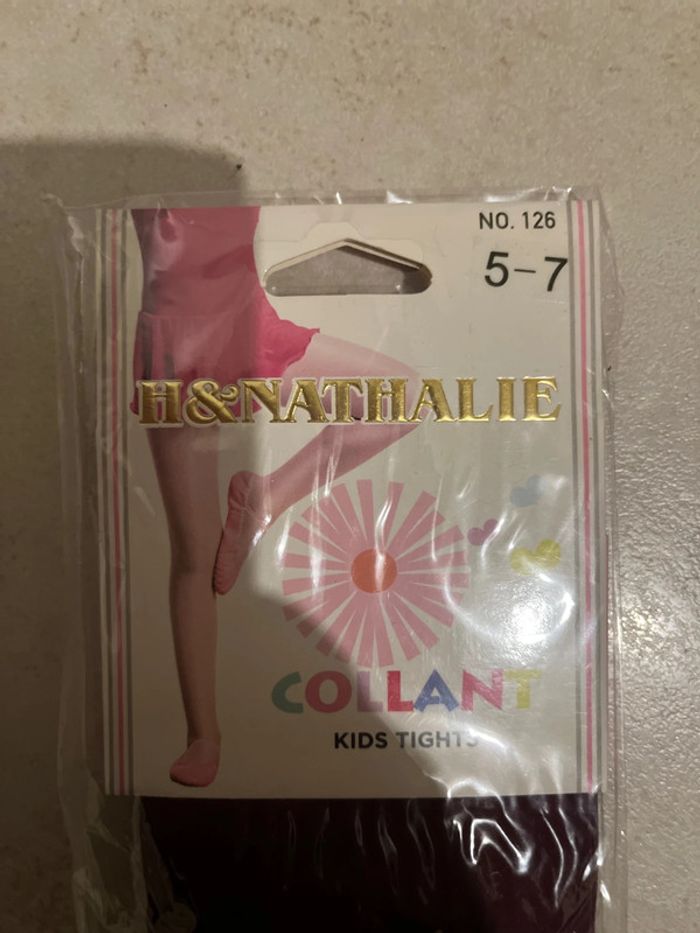 NO. 126
5-7
H&NATHALIE
COLLANT
KIDS TIGHTS